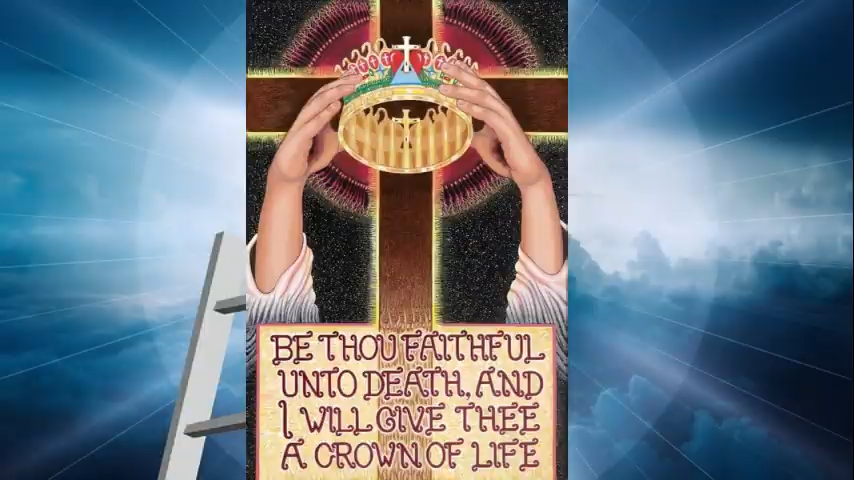 BE THOU FAITHFUL
UNTO DEATH, AND
I WILL GIVE THEE
A CROWN OF LIFE